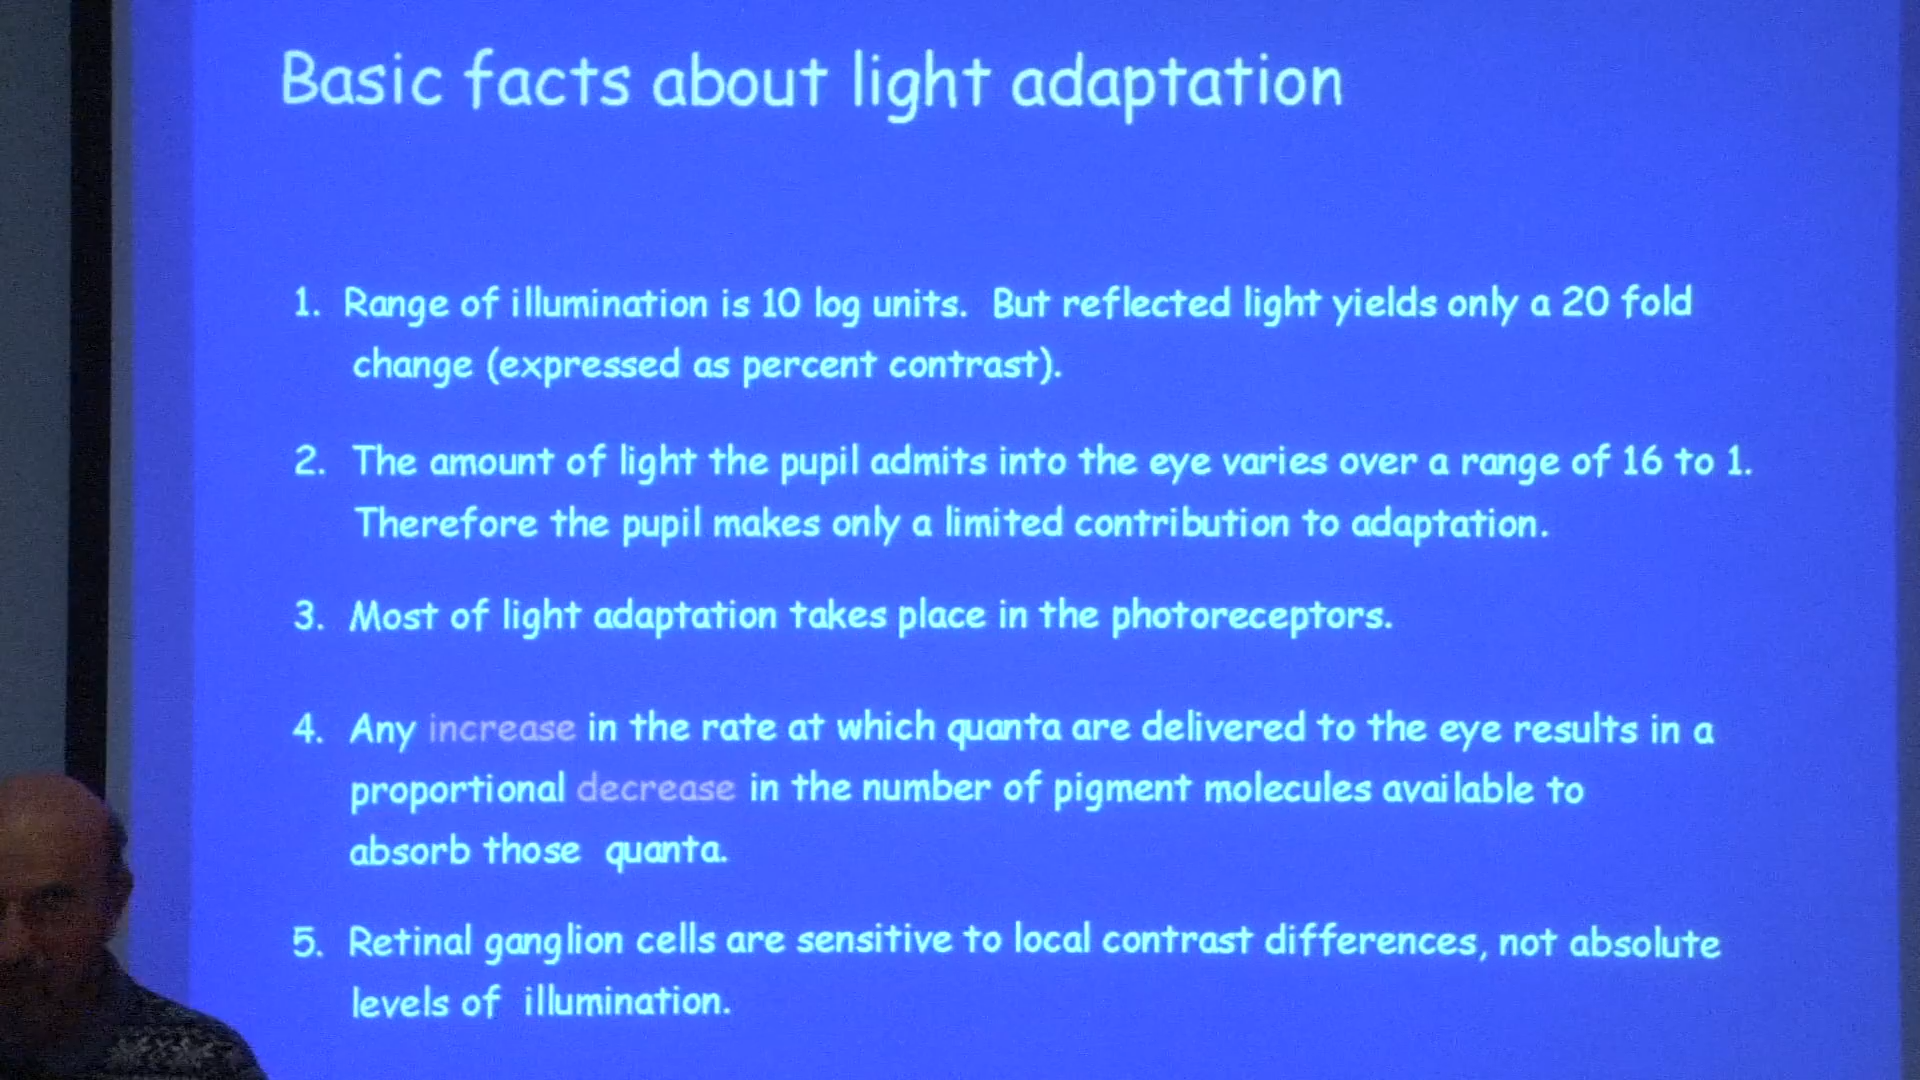 Basic facts about light adaptation
1. Range of illumination is 10 log units. But reflected light yields only a 20 fold
change (expressed as percent contrast).
2. The amount of light the pupil admits into the eye varies over a range of 16 to 1.
Therefore the pupil makes only a limited contribution to adaptation.
3. Most of light adaptation takes place in the photoreceptors.
4. Any increase in the rate at which quanta are delivered to the eye results in a
proportional decrease in the number of pigment molecules available to
absorb those quanta.
5. Retinal ganglion cells are sensitive to local contrast differences, not absolute
levels of illumination.